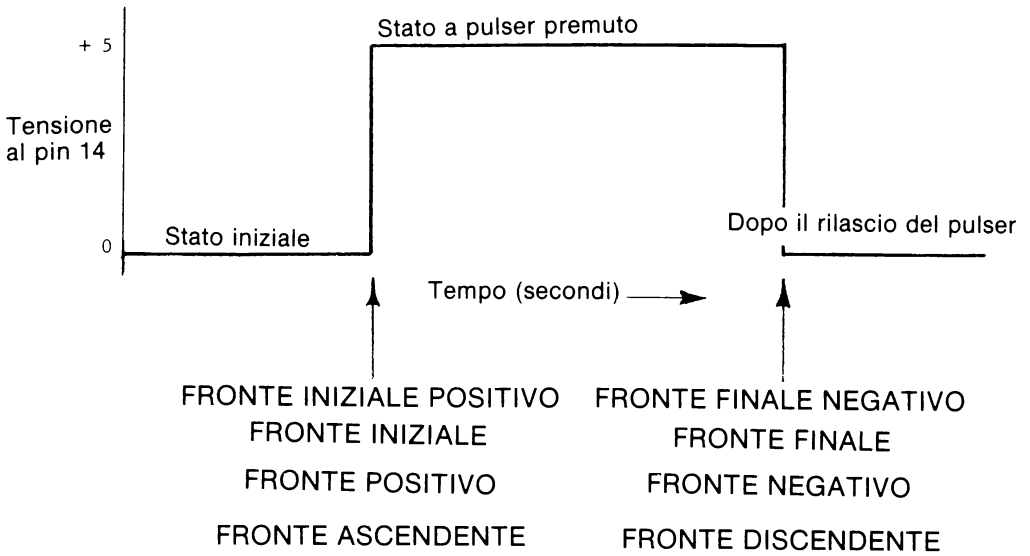 Stato a pulser premuto
+ 5
Tensione
al pin 14
Dopo il rilascio del pulser
Stato iniziale
0
Tempo (secondi)
FRONTE INIZIALE POSITIVO
FRONTE INIZIALE
FRONTE POSITIVO
FRONTE ASCENDENTE
FRONTE FINALE NEGATIVO
FRONTE FINALE
FRONTE NEGATIVO
FRONTE DISCENDENTE